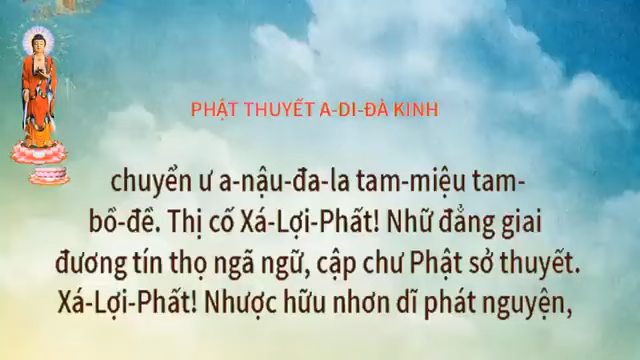 PHẬT THUYẾT A-DI-ĐÀ KINH
chuyển ư a-nậu-đa-la tam-miệu tam-
bồ-đề. Thị cố Xá-Lợi-Phất! Nhữ đẳng giai
đương tín thọ ngã ngữ, cập chư Phật sở thuyết.
Xá-Lợi-Phất! Nhược hữu nhơn dĩ phát nguyện,